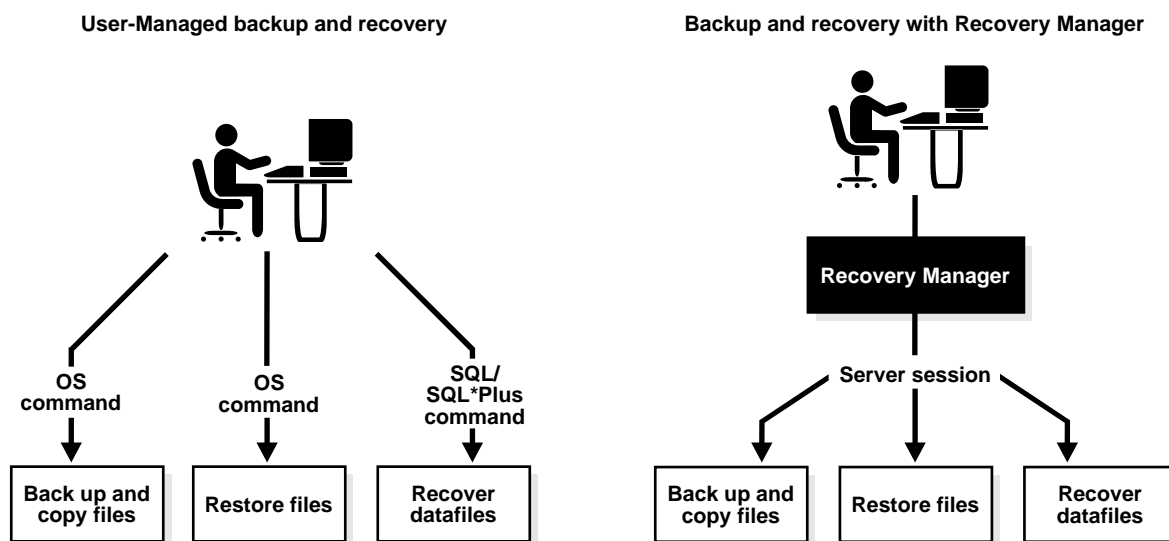 User-Managed backup and recovery
OS
command
OS
command
SQL/
SQL*Plus
command
Back up and
copy files
Restore files
Recover
datafiles
Backup and recovery with Recovery Manager
Recovery Manager
Server session
Back up and
copy files
Restore files
Recover
datafiles